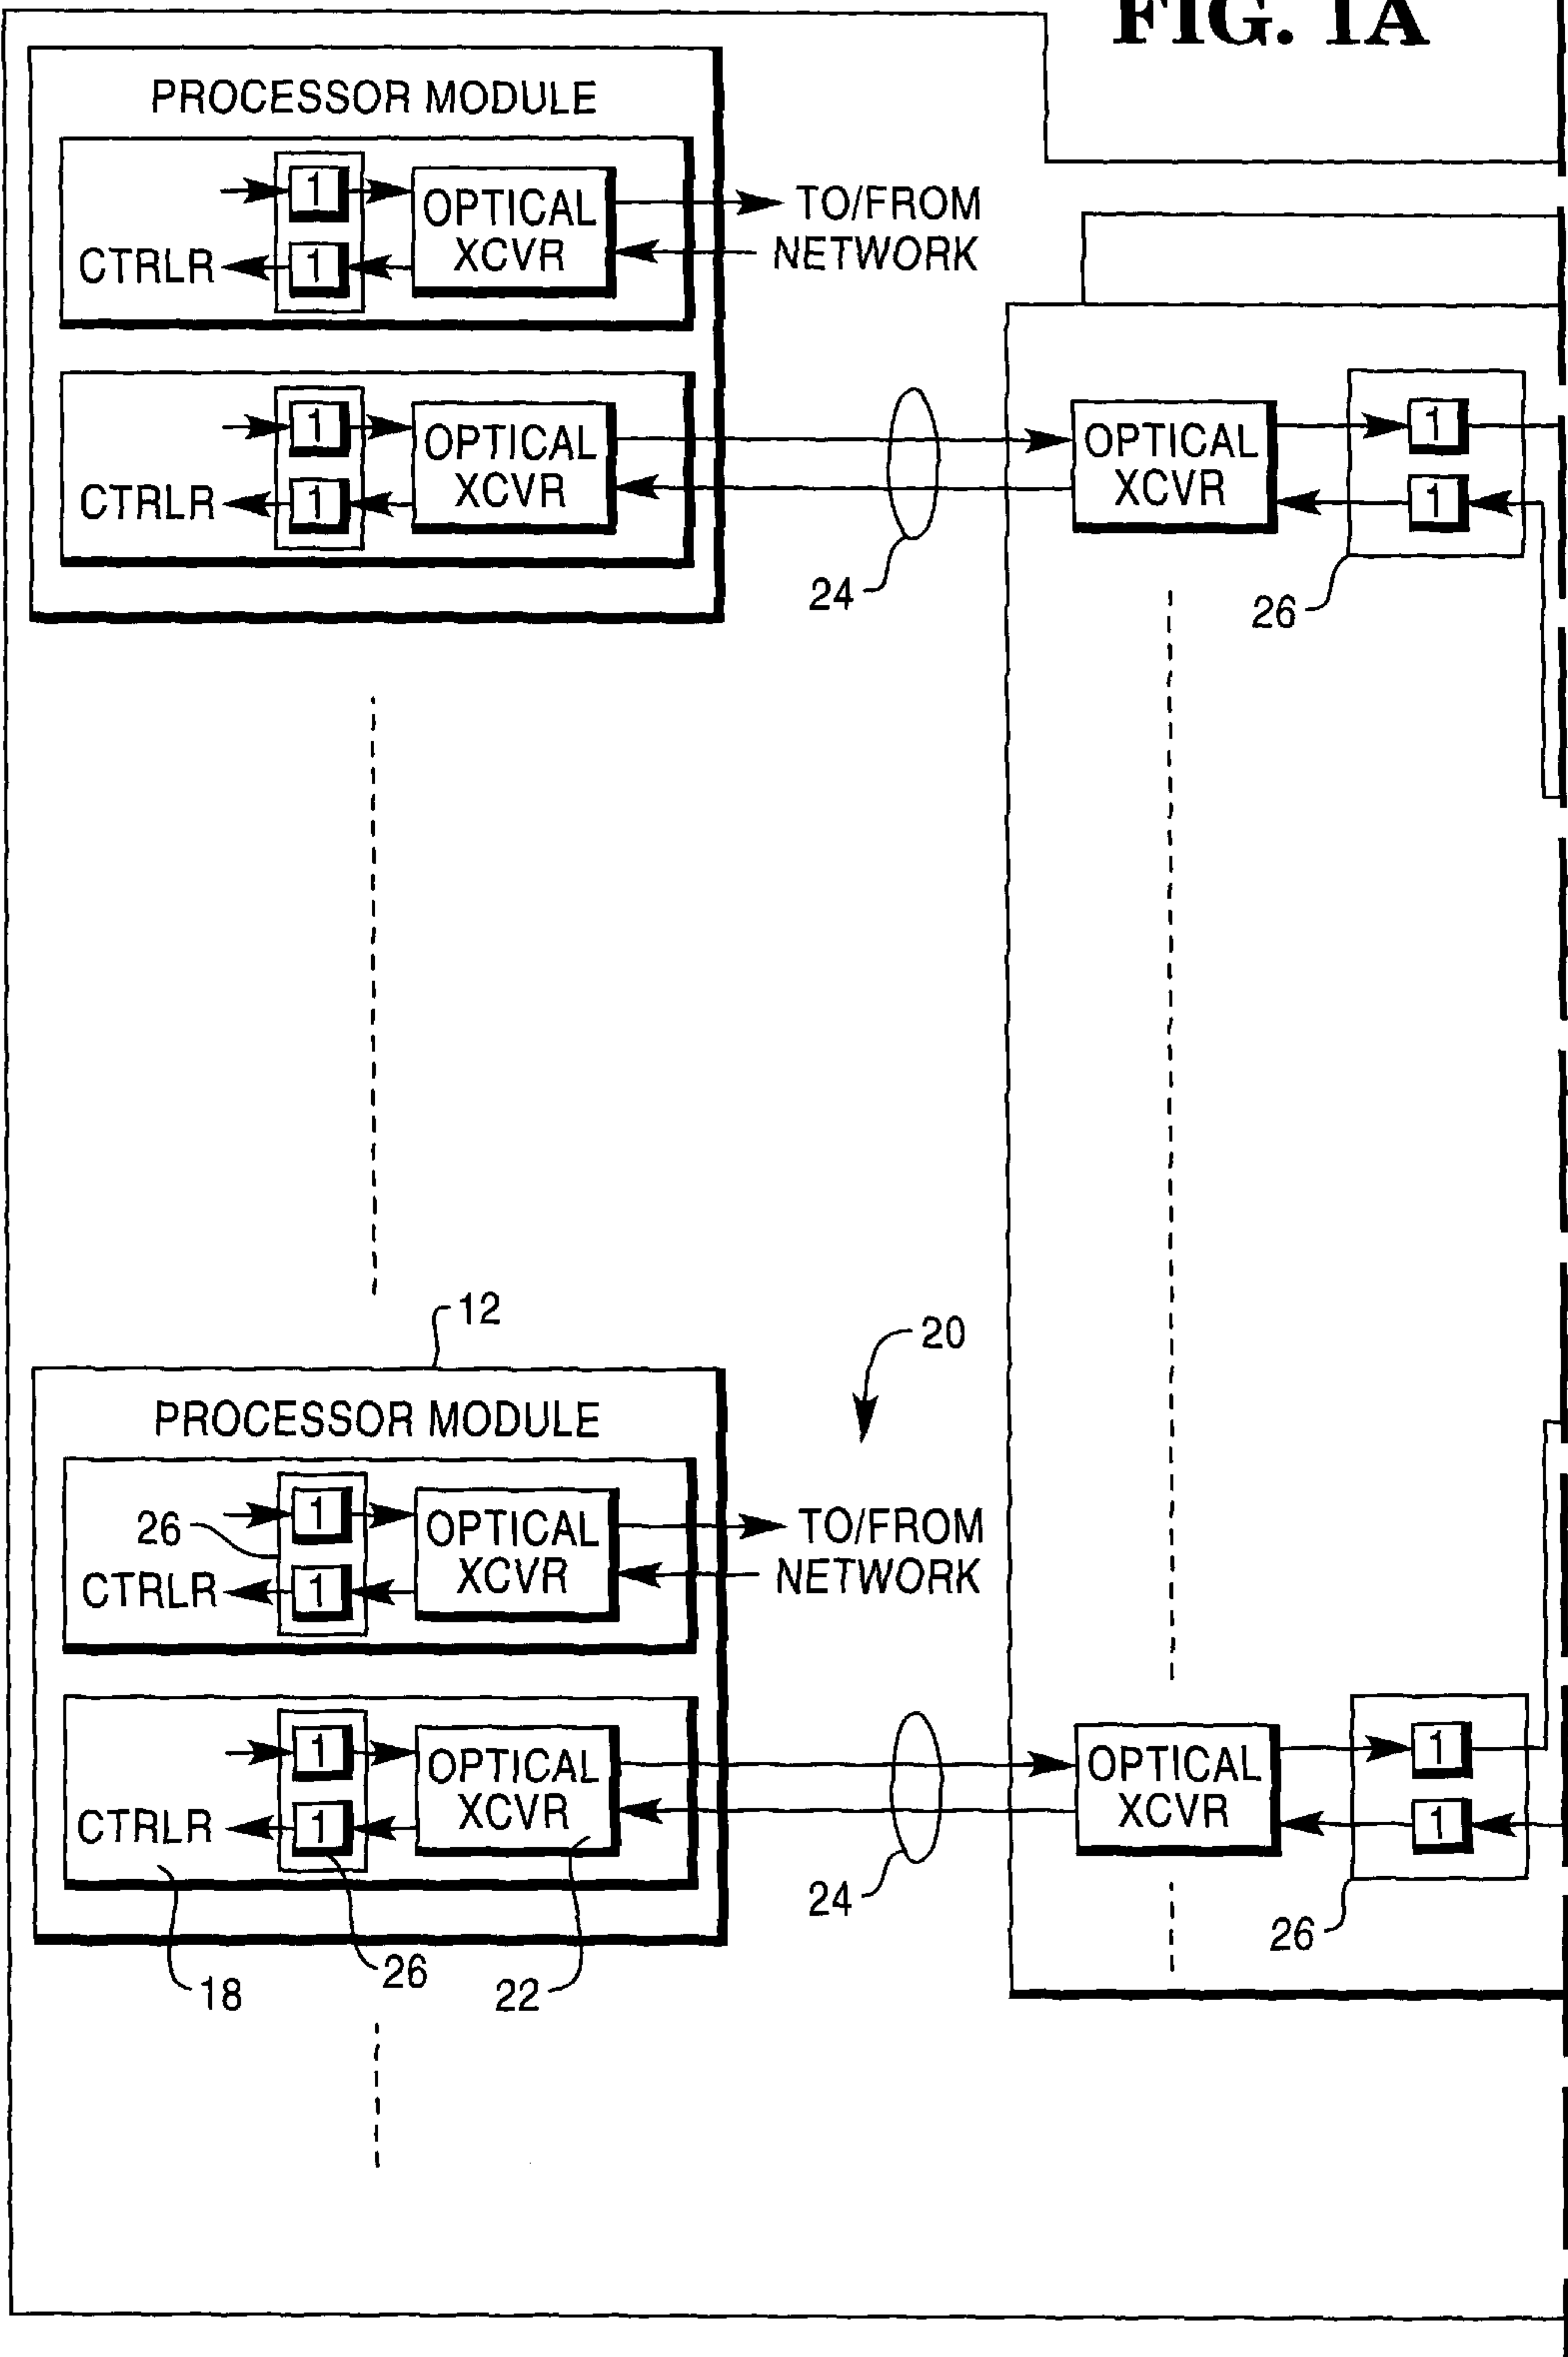 FIG. 1A
PROCESSOR MODULE
1
OPTICAL
XCVR
CTRLR
1
TO/FROM
NETWORK
1
OPTICAL
XCVR
CTRLR
1
24
OPTICAL
XCVR
1
1
26
12
20
PROCESSOR MODULE
26
1
OPTICAL
XCVR
CTRLR
1
TO/FROM
NETWORK
1
OPTICAL
XCVR
CTRLR
1
18
26
22
24
OPTICAL
XCVR
1
1
26